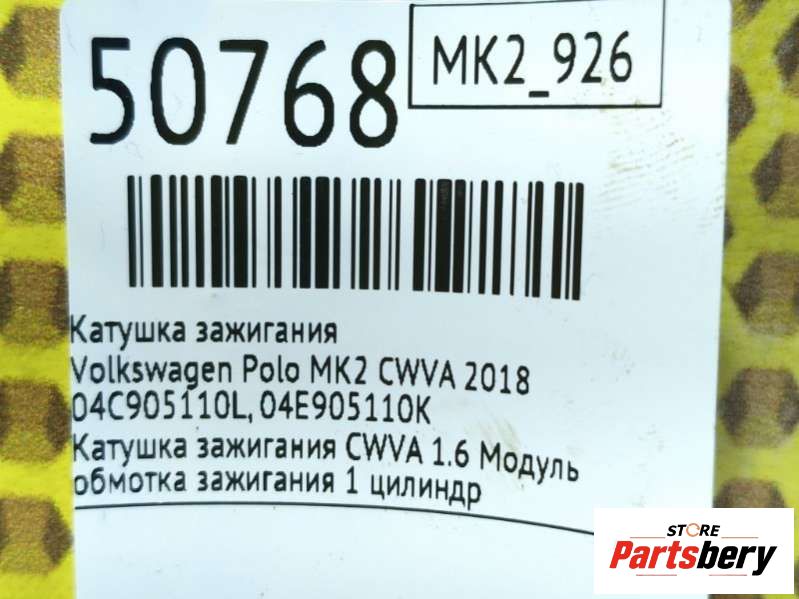 50768
MK2_926
Катушка зажигания
Volkswagen Polo MK2 CWVA 2018
04C905110L, 04E905110K
Катушка зажигания CWVA 1.6 Модуль
обмотка зажигания 1 цилиндр
STORE
Partsbery